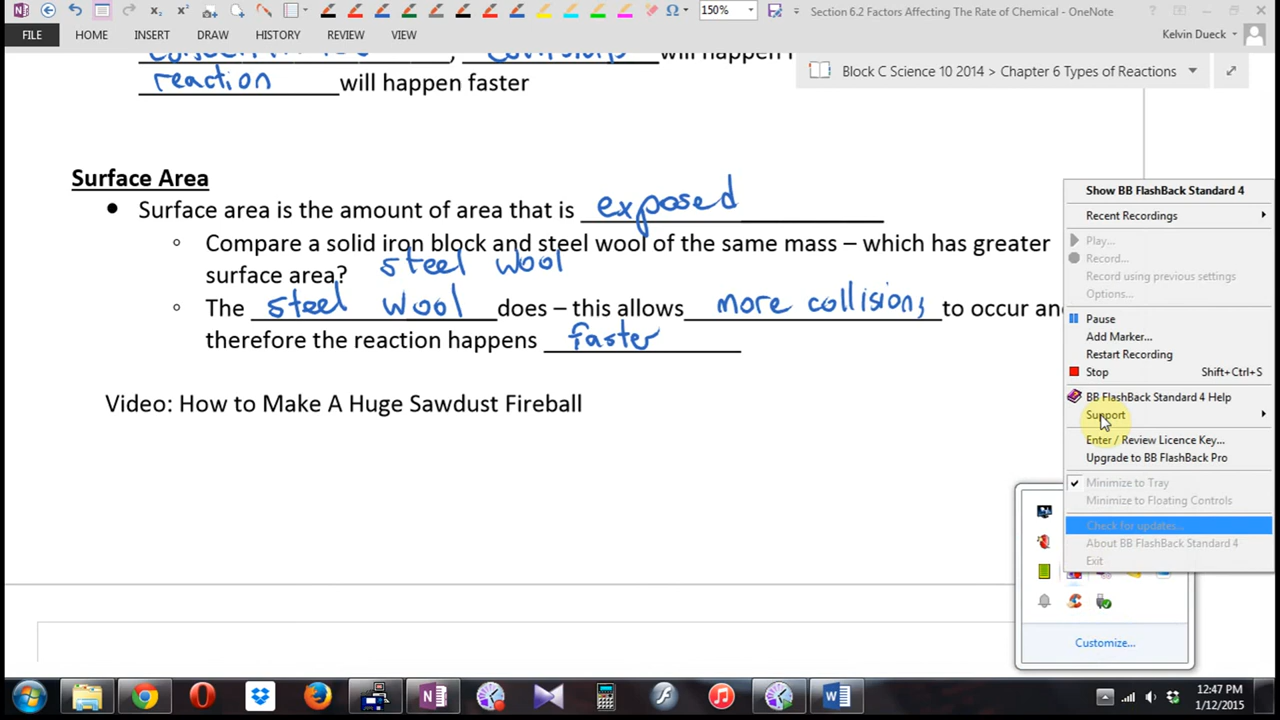 150%
Section 6.2 Factors Affecting The Rate of Chemical - OneNote
FILE HOME INSERT DRAW HISTORY REVIEW VIEW
Kelvin Dueck
Block C Science 10 2014 > Chapter 6 Types of Reactions
will happen
reaction will happen faster
Surface Area
• Surface area is the amount of area that is exposed
◦ Compare a solid iron block and steel wool of the same mass – which has greater
surface area? steel wool
◦ The steel wool does – this allows more collisions to occur and
therefore the reaction happens faster
Video: How to Make A Huge Sawdust Fireball
Show BB FlashBack Standard 4
Recent Recordings
Play...
Record...
Record using previous settings
Options...
Pause
Add Marker...
Restart Recording
Stop Shift+Ctrl+S
BB FlashBack Standard 4 Help
Support
Enter / Review Licence Key...
Upgrade to BB FlashBack Pro
Minimize to Tray
Minimize to Floating Controls
Check for updates...
About BB FlashBack Standard 4
Exit
Customize...
12:47 PM
1/12/2015